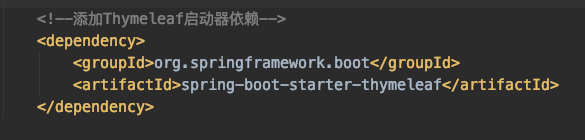 <!--添加Thymeleaf启动器依赖-->
<dependency>
<groupId>org.springframework.boot</groupId>
<artifactId>spring-boot-starter-thymeleaf</artifactId>
</dependency>